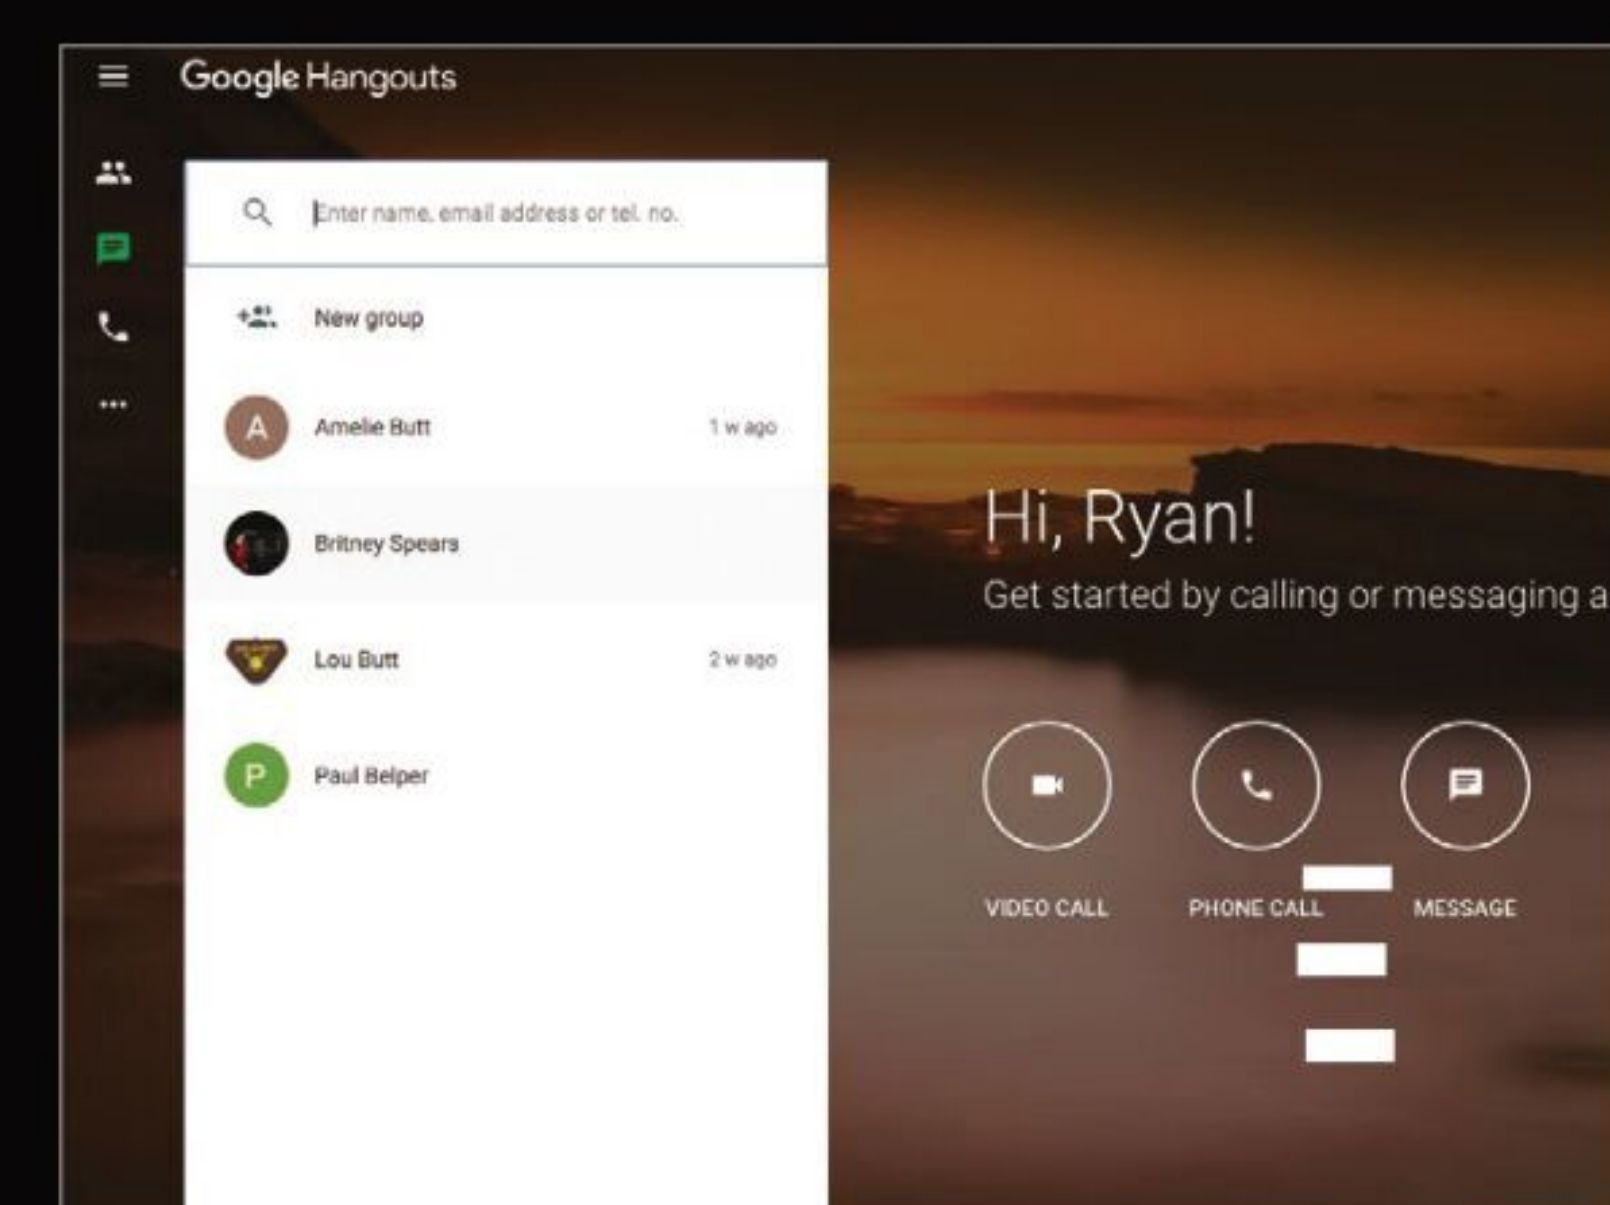 Google Hangouts
Enter name, email address or tel. no.
New group
A
Amelie Butt
1 w ago
Britney Spears
Lou Butt
2 w ago
P
Paul Belper
Hi, Ryan!
Get started by calling or messaging a
VIDEO CALL
PHONE CALL
MESSAGE